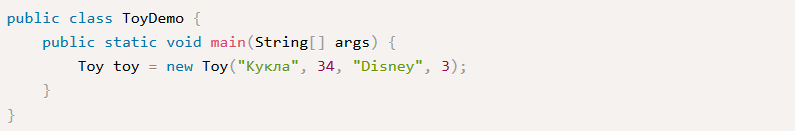 public class ToyDemo {
    public static void main(String[] args) {
        Toy toy = new Toy("Кукла", 34, "Disney", 3);
    }
}